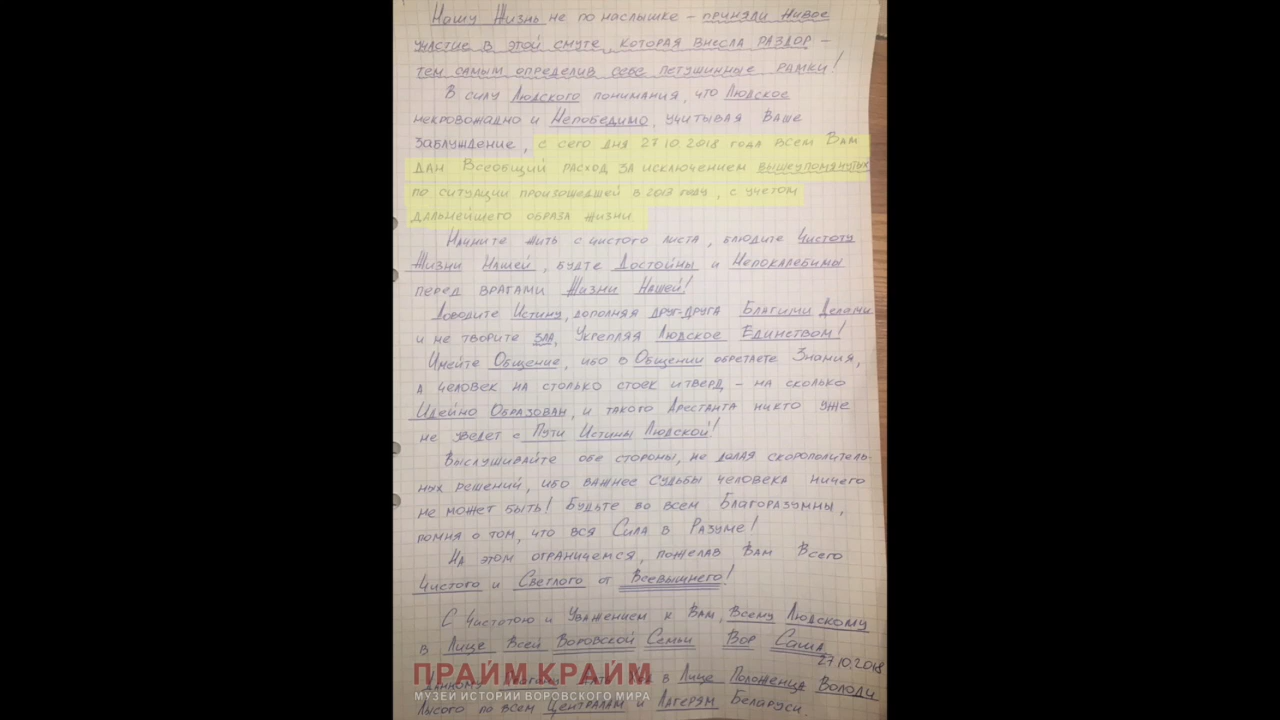 Нашу Жизнь не по наслышке – приняли живое
участие в этой смуте, которая внесла раздор –
тем самым определив себе петушинные рамки!
В силу Людского понимания, что Людское
некровожадно и Непобедимо, учитывая Ваше
Заблуждение, с сего дня 27.10.2018 года всем Вам
дан Всеобщий расход за исключением вышеупомянутых
по ситуации произошедшей в 2017 году, с учетом
дальнейшего образа жизни.
Начните жить с чистого листа, блюдите Чистоту
Жизни Нашей, будте Достойны и Непокалебимы
перед врагами Жизни Нашей!
Доводите Истину, дополняя друг-друга Благими Делами
и не творите зла, Укрепляя Людское Единством!
Имейте Общение, ибо в Общении обретаете Знания,
а человек на столько стоек и тверд, – на сколько
Идейно Образован, и такого Арестанта никто уже
не уведет с Пути Истины Людской!
Выслушивайте обе стороны, не делая скорополитель-
ных решений, ибо важнее судьбы человека ничего
не может быть! Будьте во всем Благоразумны,
помня о том, что вся Сила в Разуме!
На этом ограничемся, пожелав Вам Всего
Чистого и Светлого от Всевышнего!
С Чистотою и Уважением к Вам, Всему Людскому
в Лице Всей Воровской Семьи Вор Саша
27.10.2018
в Лице Положенца Володи
Лысого по всем Централам и Лагерям Беларуси.
ПРАЙМ КРАЙМ
МУЗЕЙ ИСТОРИИ ВОРОВСКОГО МИРА